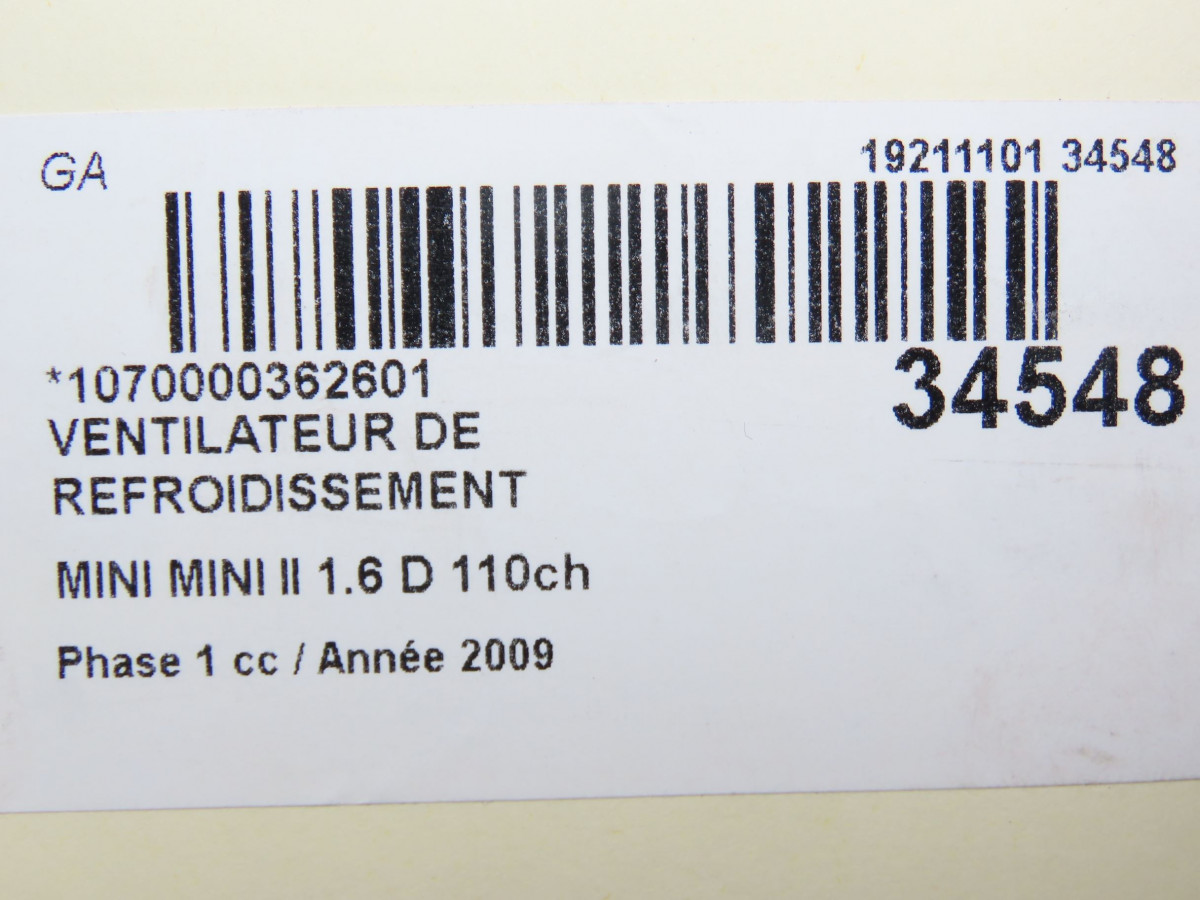 GA
19211101 34548
*1070000362601
34548
VENTILATEUR DE
REFROIDISSEMENT
MINI MINI II 1.6 D 110ch
Phase 1 cc / Année 2009